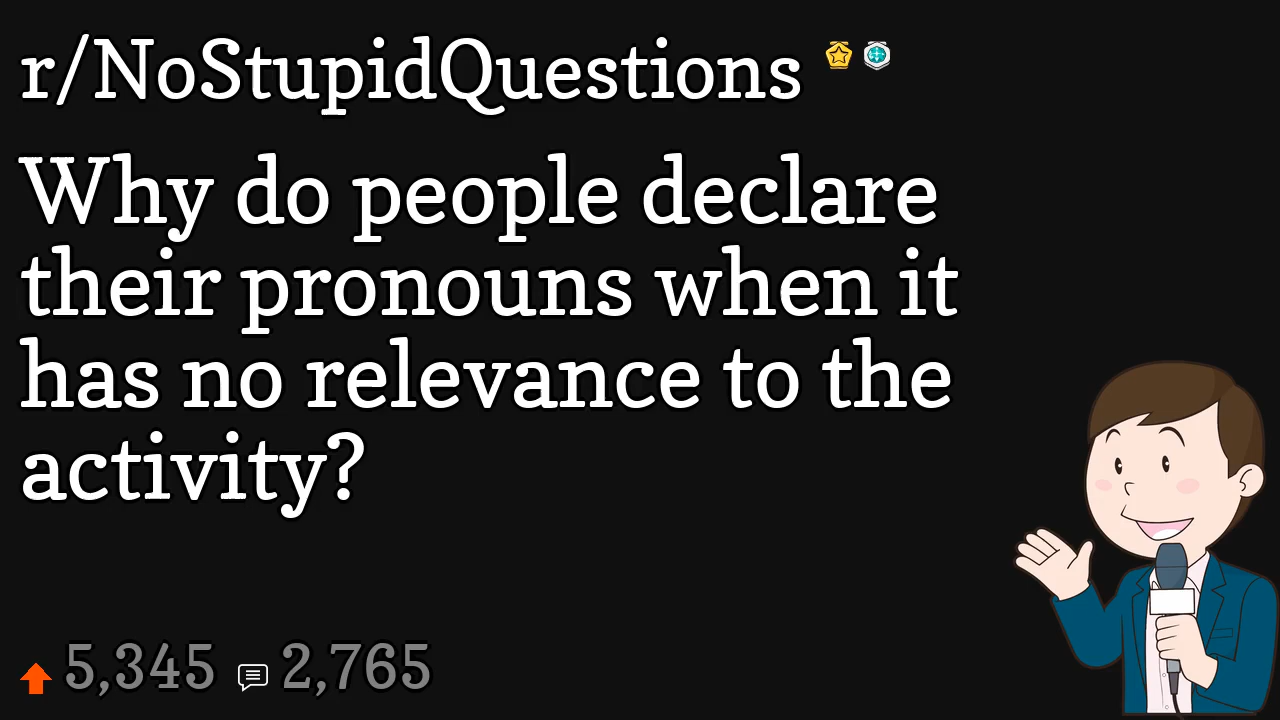 r/NoStupidQuestions
Why do people declare
their pronouns when it
has no relevance to the
activity?
5,345 2,765